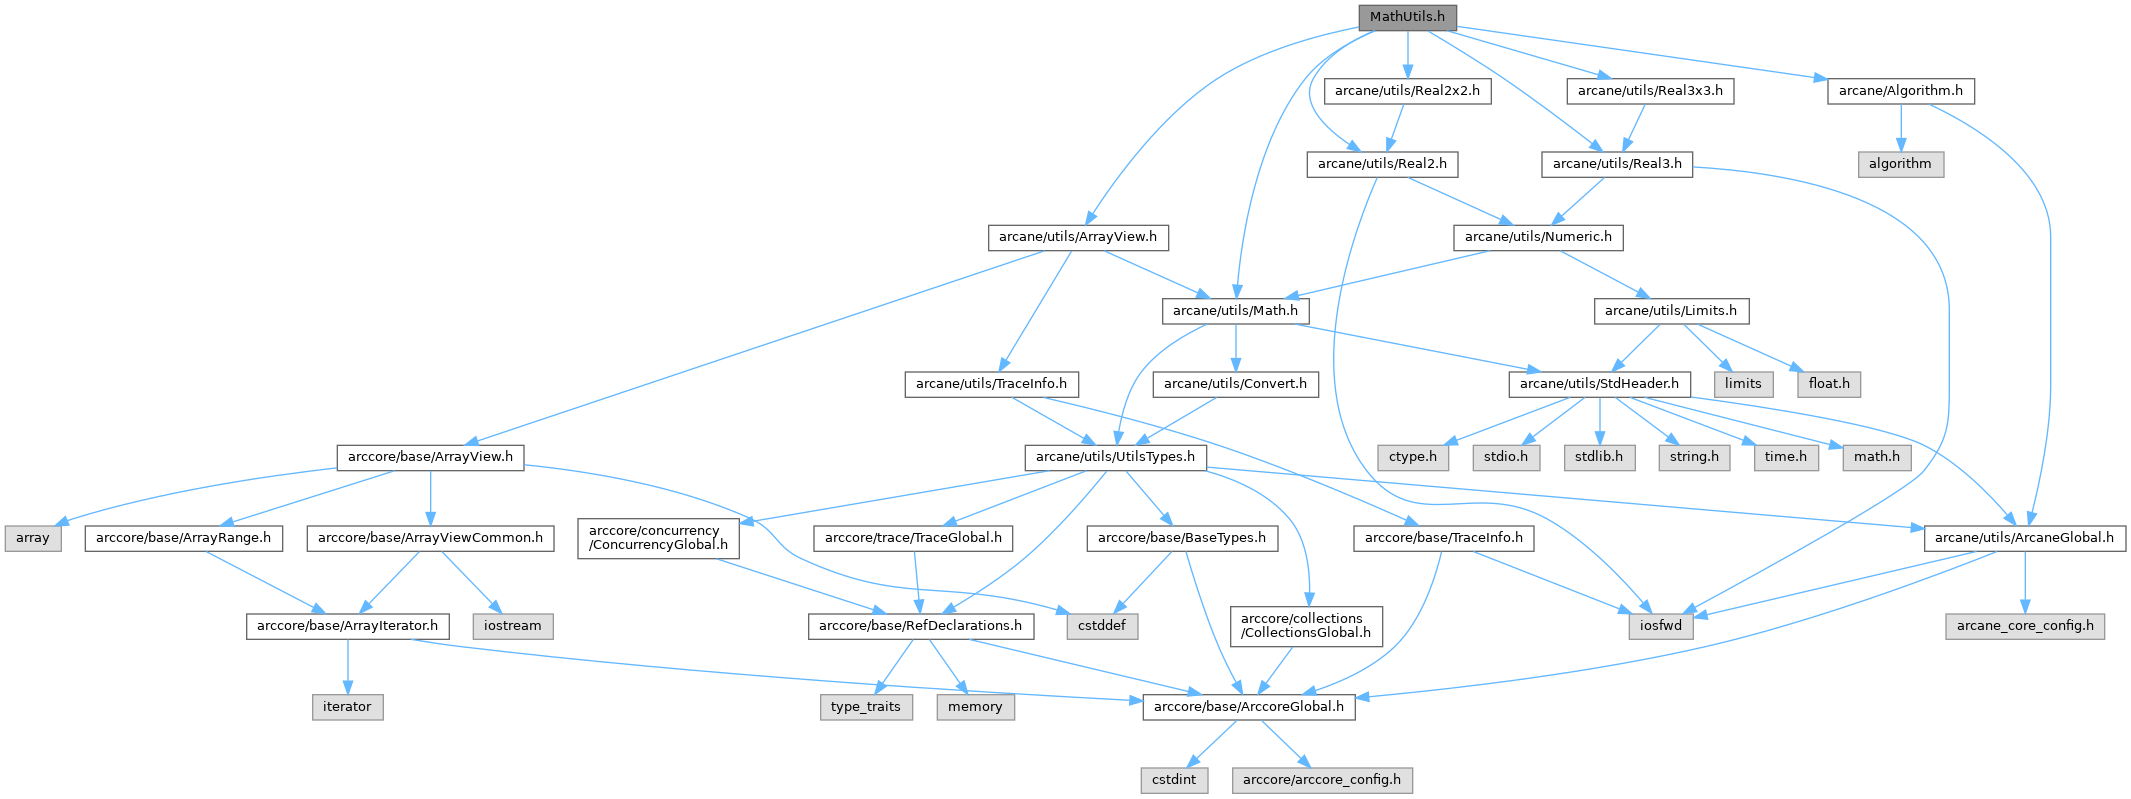 MathUtils.h
arcane/utils/Real2x2.h
arcane/utils/Real3x3.h
arcane/Algorithm.h
arcane/utils/Real2.h
arcane/utils/Real3.h
algorithm
arcane/utils/ArrayView.h
arcane/utils/Numeric.h
arcane/utils/Math.h
arcane/utils/Limits.h
arcane/utils/TraceInfo.h
arcane/utils/Convert.h
arcane/utils/StdHeader.h
limits
float.h
arccore/base/ArrayView.h
arcane/utils/UtilsTypes.h
ctype.h
stdio.h
stdlib.h
string.h
time.h
math.h
array
arccore/base/ArrayRange.h
arccore/base/ArrayViewCommon.h
arccore/concurrency
/ConcurrencyGlobal.h
arccore/trace/TraceGlobal.h
arccore/base/BaseTypes.h
arccore/base/TraceInfo.h
arcane/utils/ArcaneGlobal.h
arccore/base/ArrayIterator.h
iostream
arccore/base/RefDeclarations.h
cstddef
arccore/collections
/CollectionsGlobal.h
iosfwd
arcane_core_config.h
iterator
type_traits
memory
arccore/base/ArccoreGlobal.h
cstdint
arccore/arccore_config.h